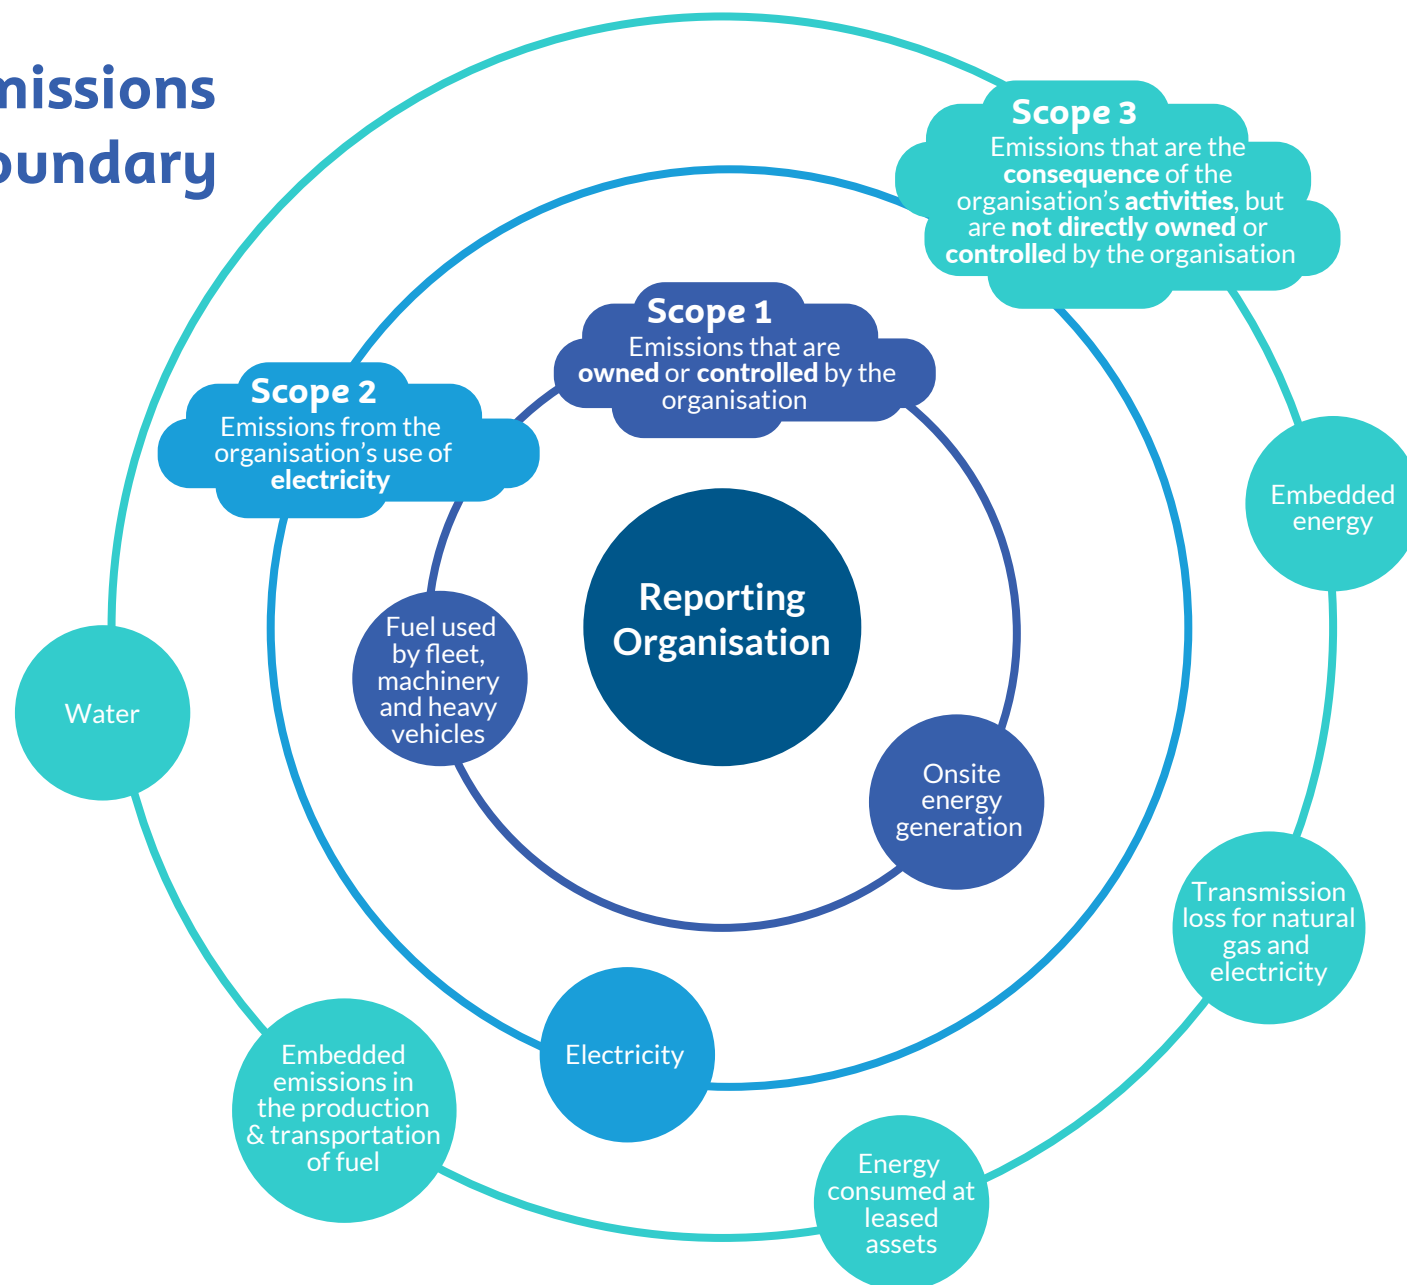 missions
oundary
Scope 3
Emissions that are the
consequence of the
organisation's activities, but
are not directly owned or
controlled by the organisation
Scope 1
Emissions that are
owned or controlled by the
organisation
Scope 2
Emissions from the
organisation's use of
electricity
Embedded
energy
Reporting
Organisation
Fuel used
by fleet,
machinery
and heavy
vehicles
Water
Onsite
energy
generation
Transmission
loss for natural
gas and
electricity
Electricity
Embedded
emissions in
the production
& transportation
of fuel
Energy
consumed at
leased
assets